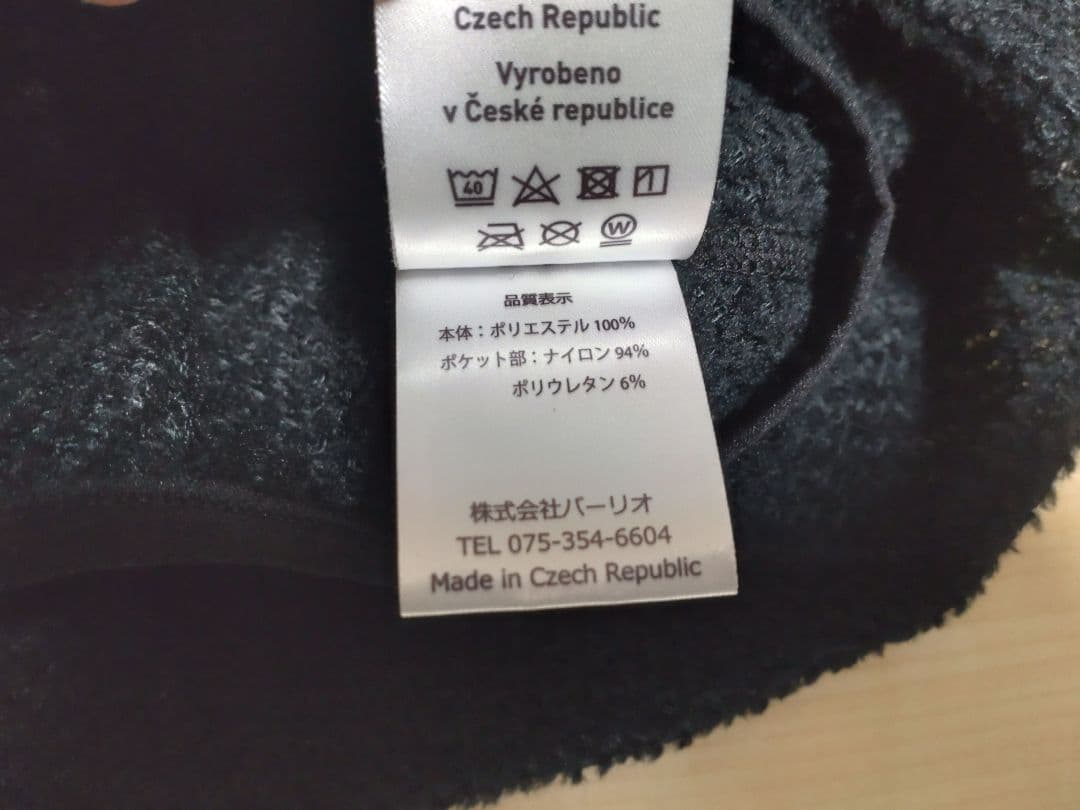 Czech Republic
Vyrobeno
v České republice
40
W
品質表示
本体：ポリエステル 100%
ポケット部：ナイロン 94%
ポリウレタン 6%
株式会社バーリオ
TEL 075-354-6604
Made in Czech Republic